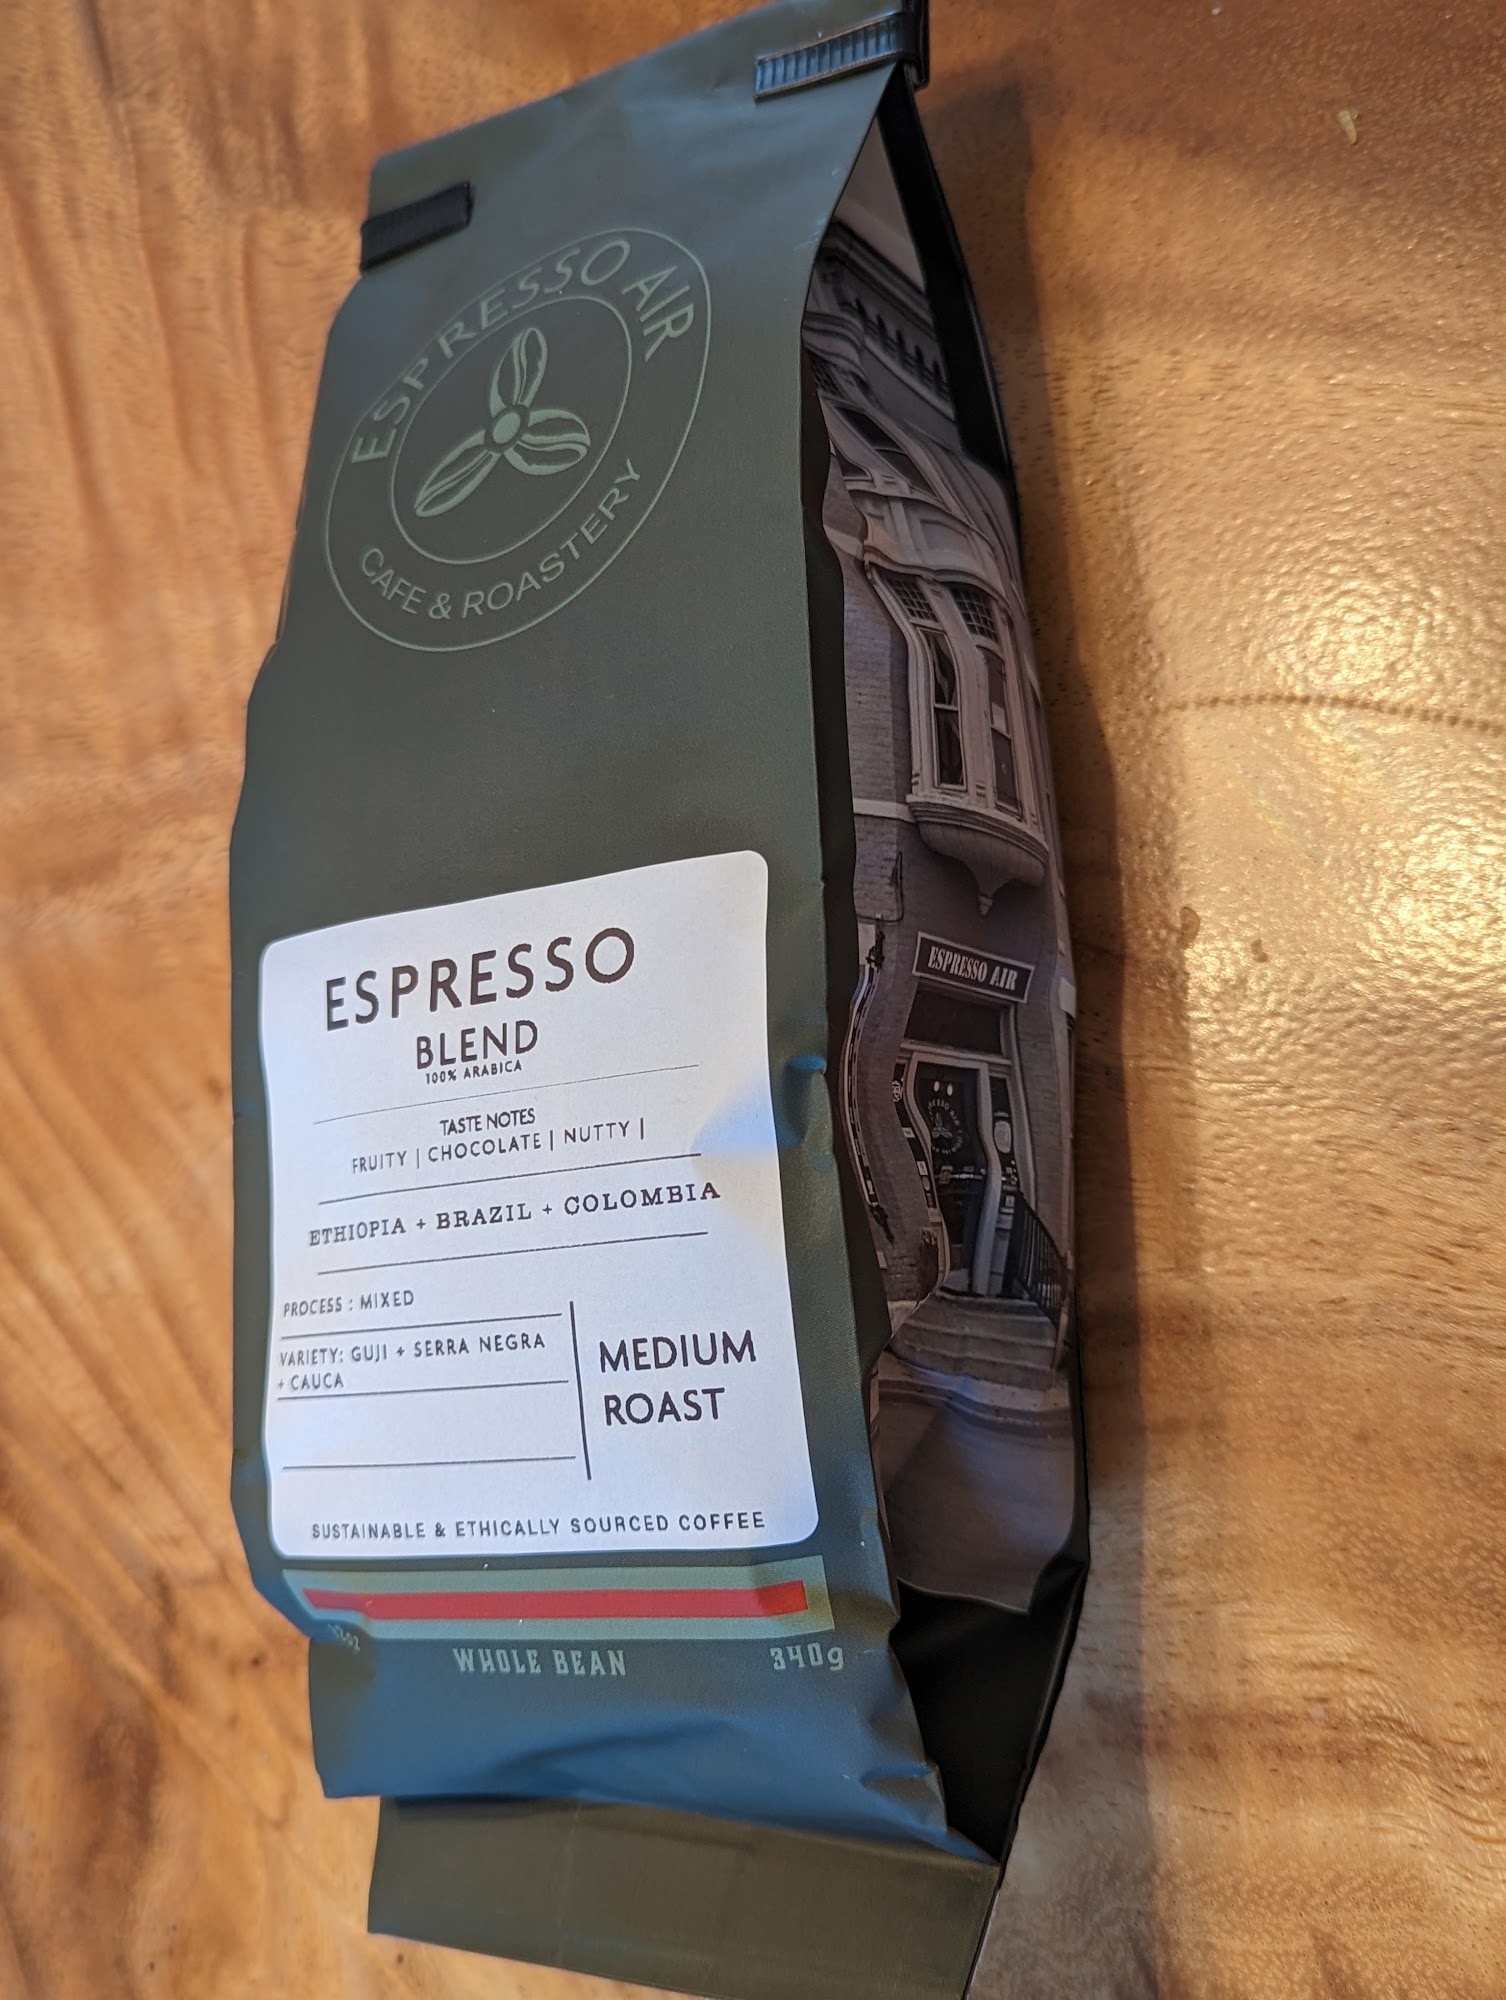 ESPRESSO AIR
CAFE & ROASTERY
ESPRESSO
BLEND
100% ARABICA
TASTE NOTES
FRUITY | CHOCOLATE | NUTTY |
ETHIOPIA + BRAZIL + COLOMBIA
PROCESS : MIXED
VARIETY: GUJI + SERRA NEGRA
+ CAUCA
MEDIUM
ROAST
SUSTAINABLE & ETHICALLY SOURCED COFFEE
12oz
WHOLE BEAN
340g
ESPRESSO AIR